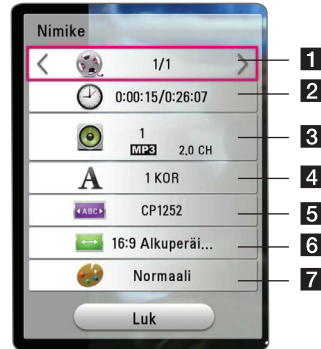 Nimike
1/1 1
0:00:15/0:26:07 2
1
MP3 2,0 CH 3
A 1 KOR 4
ABC CP1252 5
16:9 Alkuperäi... 6
Normaali 7
Luk